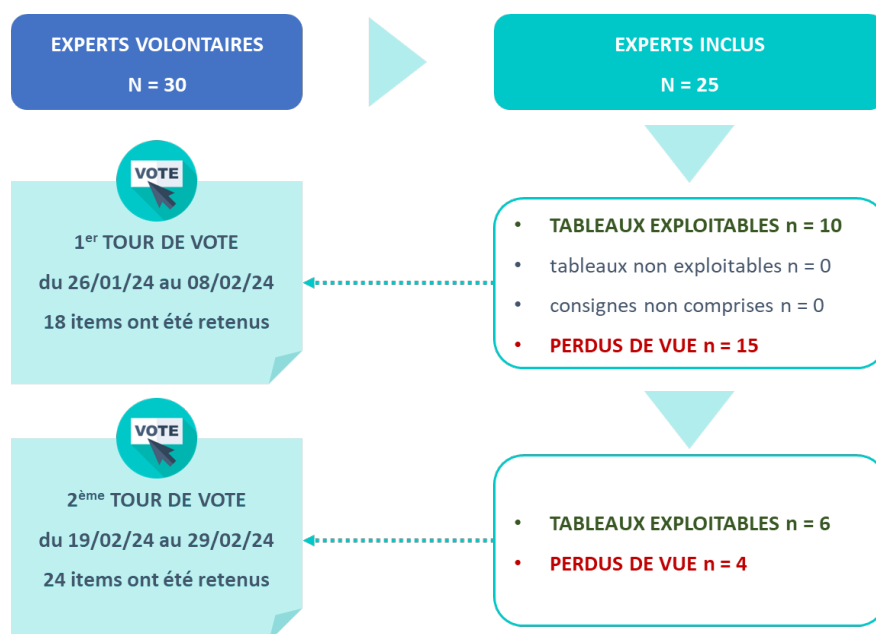 EXPERTS VOLONTAIRES
N = 30
EXPERTS INCLUS
N = 25
VOTE
1er TOUR DE VOTE
du 26/01/24 au 08/02/24
18 items ont été retenus
• TABLEAUX EXPLOITABLES n = 10
• tableaux non exploitables n = 0
• consignes non comprises n = 0
• PERDUS DE VUE n = 15
VOTE
2ème TOUR DE VOTE
du 19/02/24 au 29/02/24
24 items ont été retenus
• TABLEAUX EXPLOITABLES n = 6
• PERDUS DE VUE n = 4